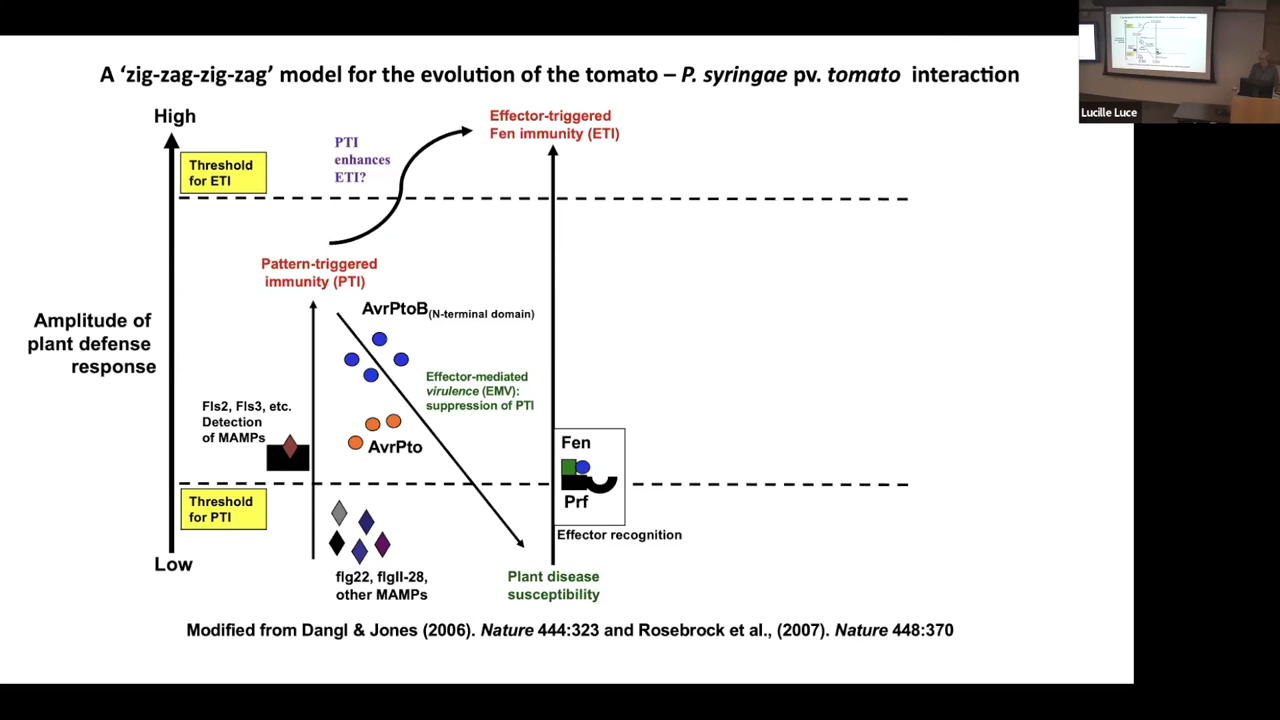 A ‘zig-zag-zig-zag’ model for the evolution of the tomato – P. syringae pv. tomato interaction
High
Threshold
for ETI
PTI
enhances
ETI?
Effector-triggered
Fen immunity (ETI)
Pattern-triggered
immunity (PTI)
Amplitude of
plant defense
response
AvrPtoB(N-terminal domain)
Effector-mediated
virulence (EMV):
suppression of PTI
Fls2, Fls3, etc.
Detection
of MAMPs
AvrPto
Fen
Prf
Effector recognition
Threshold
for PTI
Low
flg22, flgII-28,
other MAMPs
Plant disease
susceptibility
Modified from Dangl & Jones (2006). Nature 444:323 and Rosebrock et al., (2007). Nature 448:370
Lucille Luce